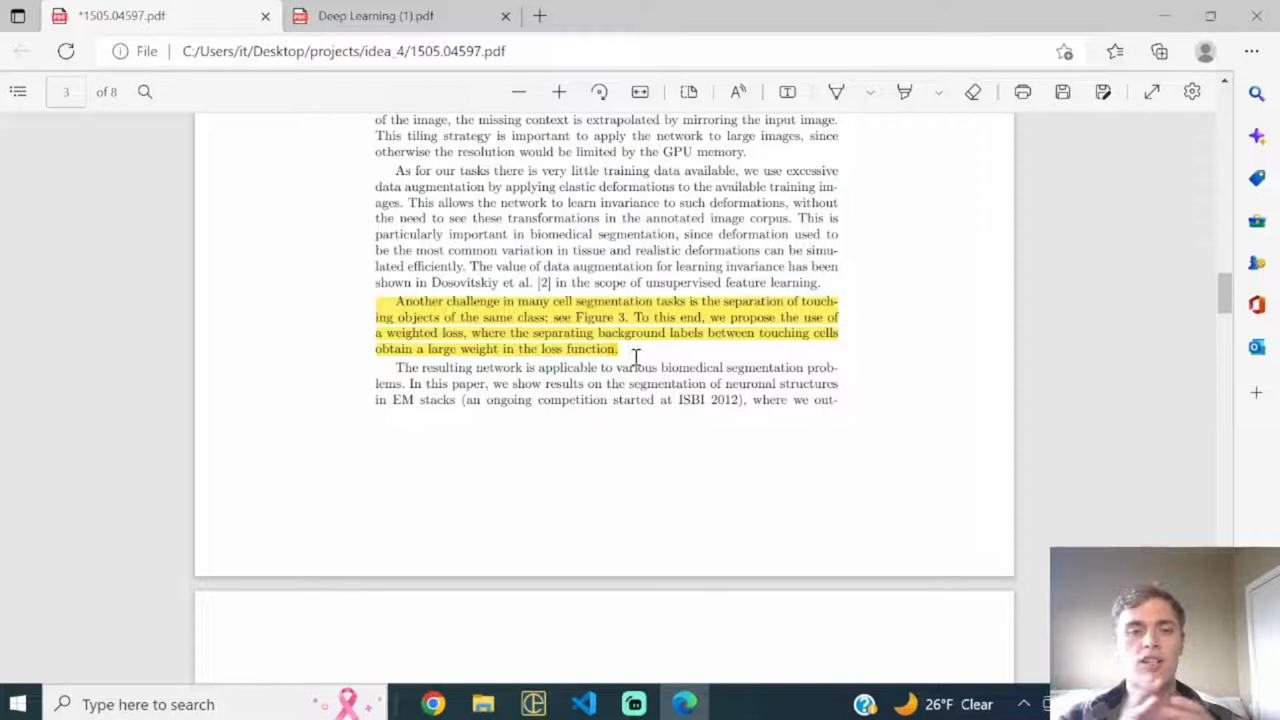 *1505.04597.pdf
Deep Learning (1).pdf
File
C:/Users/it/Desktop/projects/idea_4/1505.04597.pdf
3 of 8
of the image, the missing context is extrapolated by mirroring the input image.
This tiling strategy is important to apply the network to large images, since
otherwise the resolution would be limited by the GPU memory.
As for our tasks there is very little training data available, we use excessive
data augmentation by applying elastic deformations to the available training im-
ages. This allows the network to learn invariance to such deformations, without
the need to see these transformations in the annotated image corpus. This is
particularly important in biomedical segmentation, since deformation used to
be the most common variation in tissue and realistic deformations can be simu-
lated efficiently. The value of data augmentation for learning invariance has been
shown in Dosovitskiy et al. [2] in the scope of unsupervised feature learning.
Another challenge in many cell segmentation tasks is the separation of touch-
ing objects of the same class; see Figure 3. To this end, we propose the use of
a weighted loss, where the separating background labels between touching cells
obtain a large weight in the loss function.
The resulting network is applicable to various biomedical segmentation prob-
lems. In this paper, we show results on the segmentation of neuronal structures
in EM stacks (an ongoing competition started at ISBI 2012), where we out-
Type here to search
26°F Clear